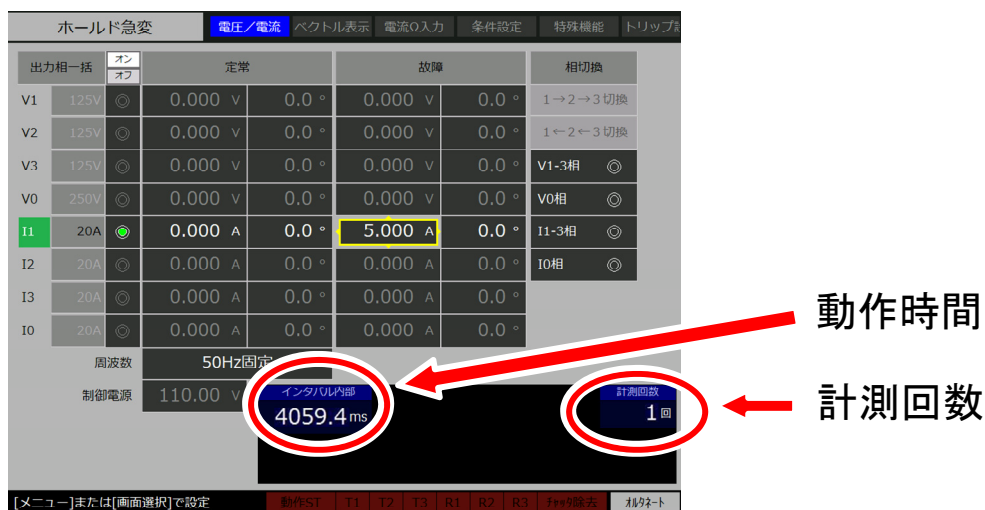 ホールド急変 電圧／電流 ベクトル表示 電流Ω入力 条件設定 特殊機能 トリップ
出力相一括 オン 定常 故障 相切換
オフ
V1 125V 0.000 V 0.0 ° 0.000 V 0.0 ° 1→2→3切換
V2 125V 0.000 V 0.0 ° 0.000 V 0.0 ° 1←2←3切換
V3 125V 0.000 V 0.0 ° 0.000 V 0.0 ° V1-3相
V0 250V 0.000 V 0.0 ° 0.000 V 0.0 ° V0相
I1 20A 0.000 A 0.0 ° 5.000 A 0.0 ° I1-3相
I2 20A 0.000 A 0.0 ° 0.000 A 0.0 ° I0相
I3 20A 0.000 A 0.0 ° 0.000 A 0.0 °
I0 20A 0.000 A 0.0 ° 0.000 A 0.0 °
動作時間
周波数 50Hz固定
制御電源 110.00 V インタバル内部 計測回数
4059.4 ms 1 回
計測回数
[メニュー]または[画面選択]で設定 動作ST T1 T2 T3 R1 R2 R3 チャタ除去 オルタネート